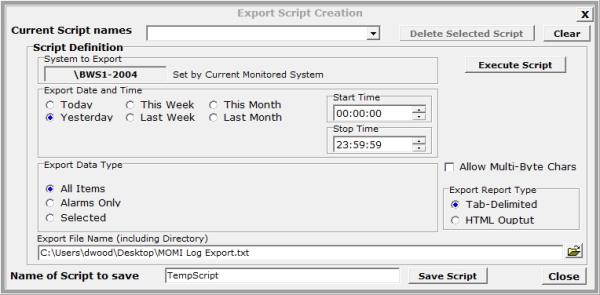 Export Script Creation
X
Current Script names
Delete Selected Script
Clear
Script Definition
System to Export
\BWS1-2004
Set by Current Monitored System
Execute Script
Export Date and Time
Today This Week This Month
Yesterday Last Week Last Month
Start Time
00:00:00
Stop Time
23:59:59
Export Data Type
All Items
Alarms Only
Selected
Allow Multi-Byte Chars
Export Report Type
Tab-Delimited
HTML Ouptut
Export File Name (including Directory)
C:\Users\dwood\Desktop\MOMI Log Export.txt
Name of Script to save
TempScript
Save Script
Close